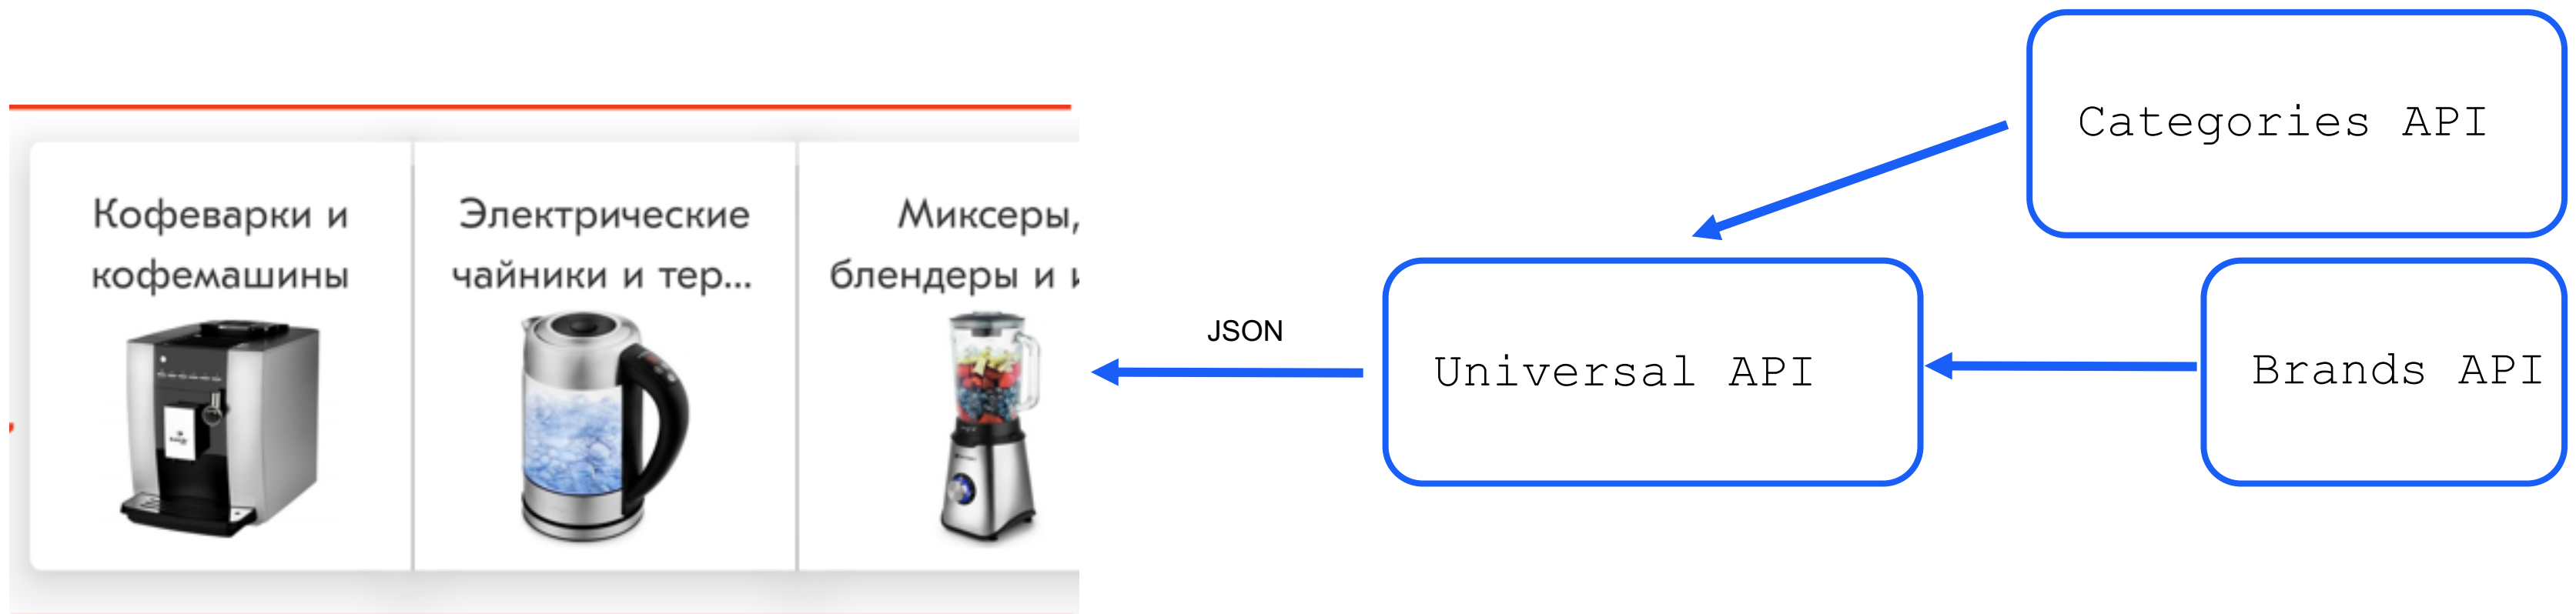 Кофеварки и
кофемашины
Электрические
чайники и тер...
Миксеры,
блендеры и
JSON
Universal API
Categories API
Brands API